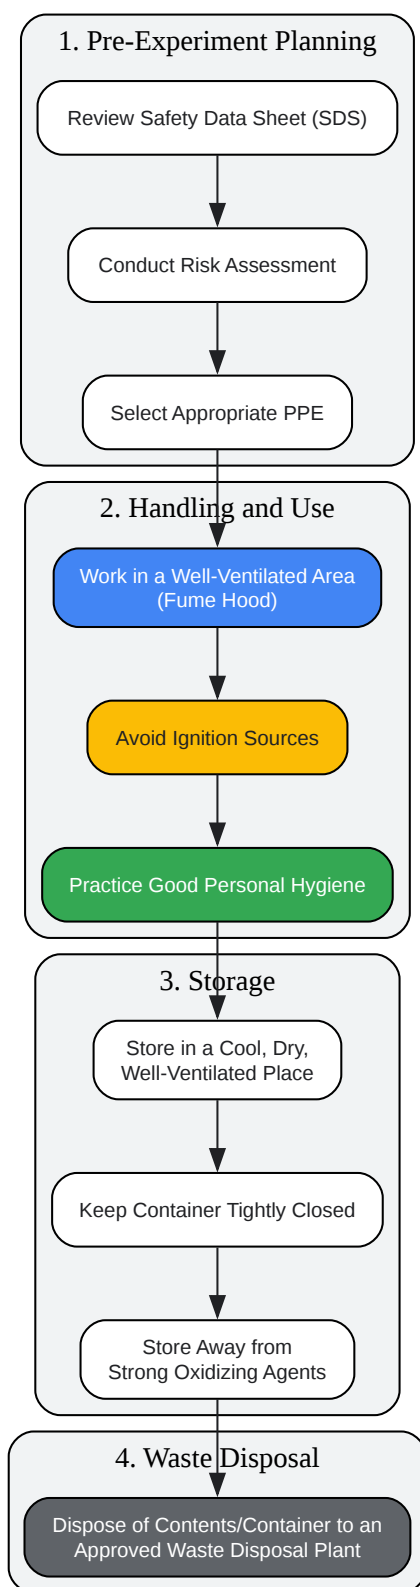 1. Pre-Experiment Planning
Review Safety Data Sheet (SDS)
Conduct Risk Assessment
Select Appropriate PPE
2. Handling and Use
Work in a Well-Ventilated Area
(Fume Hood)
Avoid Ignition Sources
Practice Good Personal Hygiene
3. Storage
Store in a Cool, Dry,
Well-Ventilated Place
Keep Container Tightly Closed
Store Away from
Strong Oxidizing Agents
4. Waste Disposal
Dispose of Contents/Container to an
Approved Waste Disposal Plant